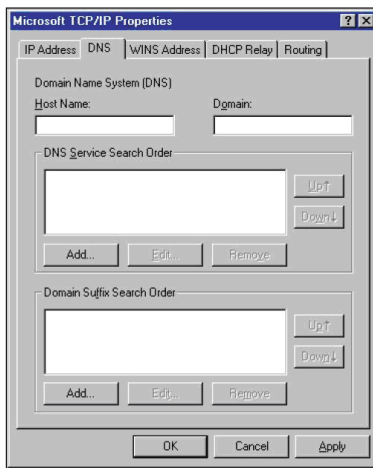 Microsoft TCP/IP Properties
IP Address DNS WINS Address DHCP Relay Routing
Domain Name System (DNS)
Host Name: Domain:
DNS Service Search Order
Up↑
Down↓
Add... Edit... Remove
Domain Suffix Search Order
Up↑
Down↓
Add... Edit... Remove
OK Cancel Apply